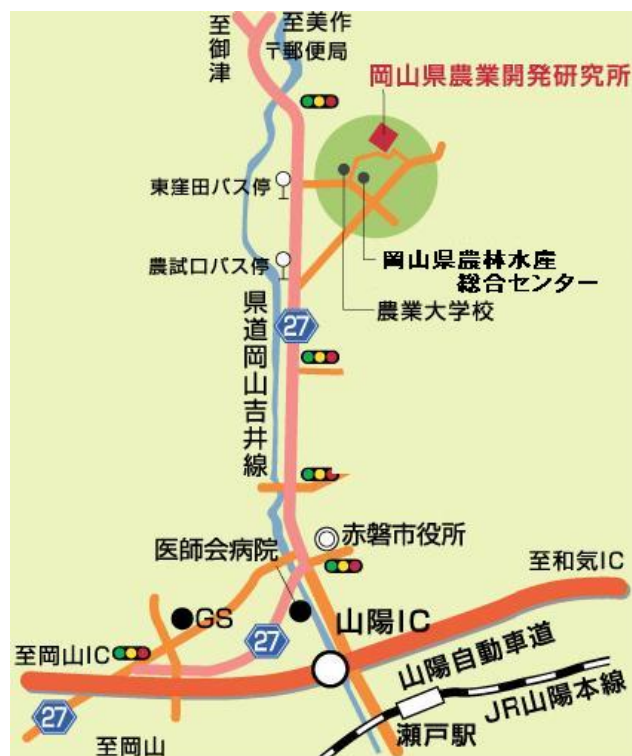 至美作
至御津
〒郵便局
岡山県農業開発研究所
東窪田バス停
農試口バス停
岡山県農林水産
総合センター
農業大学校
27
県道岡山吉井線
赤磐市役所
医師会病院
至和気IC
GS
山陽IC
27
至岡山IC
山陽自動車道
JR山陽本線
27
瀬戸駅
至岡山